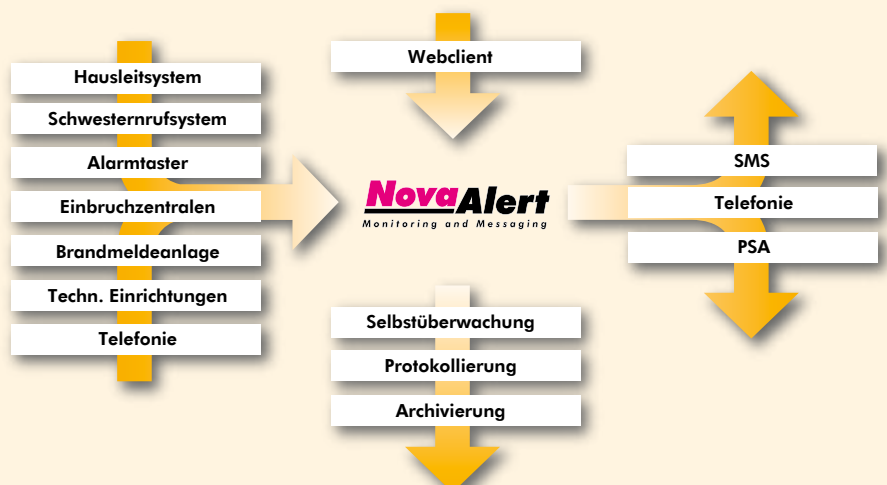 Hausleitsystem
Schwesternrufsystem
Alarmtaster
Einbruchzentralen
Brandmeldeanlage
Techn. Einrichtungen
Telefonie
Webclient
NovaAlert
Monitoring and Messaging
Selbstüberwachung
Protokollierung
Archivierung
SMS
Telefonie
PSA